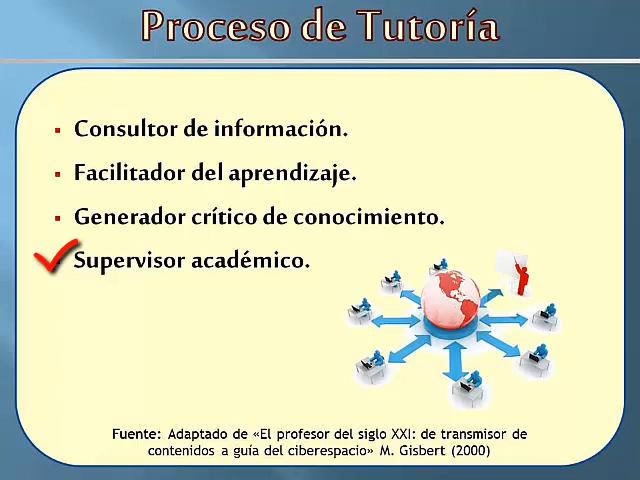 Proceso de Tutoría
Consultor de información.
Facilitador del aprendizaje.
Generador crítico de conocimiento.
Supervisor académico.
Fuente: Adaptado de «El profesor del siglo XXI: de transmisor de
contenidos a guía del ciberespacio» M. Gisbert (2000)